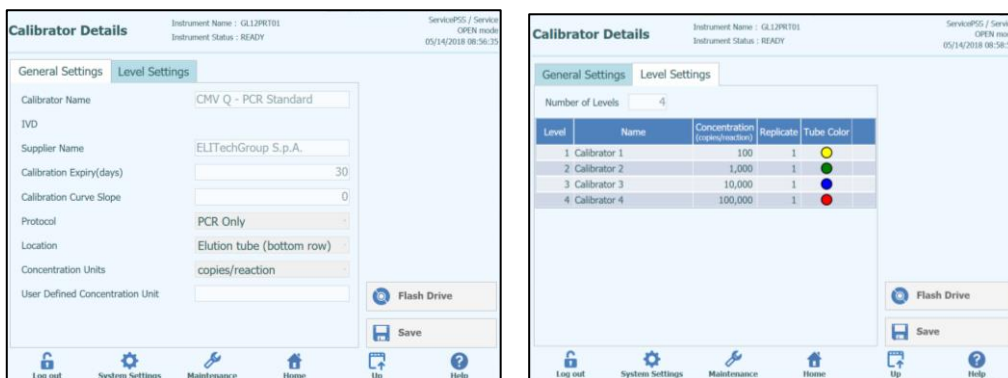 Calibrator Details
Instrument Name : GL12PRT01
Instrument Status : READY
ServicePSS / Service
OPEN mode
05/14/2018 08:56:35
General Settings
Level Settings
Calibrator Name
CMV Q - PCR Standard
IVD
Supplier Name
ELITechGroup S.p.A.
Calibration Expiry(days)
30
Calibration Curve Slope
0
Protocol
PCR Only
Location
Elution tube (bottom row)
Concentration Units
copies/reaction
User Defined Concentration Unit
Flash Drive
Save
Log out
System Settings
Maintenance
Home
Up
Help
Calibrator Details
Instrument Name : GL12PRT01
Instrument Status : READY
ServicePSS / Servi
OPEN mo
05/14/2018 08:58:5
General Settings
Level Settings
Number of Levels
4
Level Name Concentration (copies/reaction) Replicate Tube Color
1 Calibrator 1 100 1
2 Calibrator 2 1,000 1
3 Calibrator 3 10,000 1
4 Calibrator 4 100,000 1
Flash Drive
Save
Log out
System Settings
Maintenance
Home
Up
Help